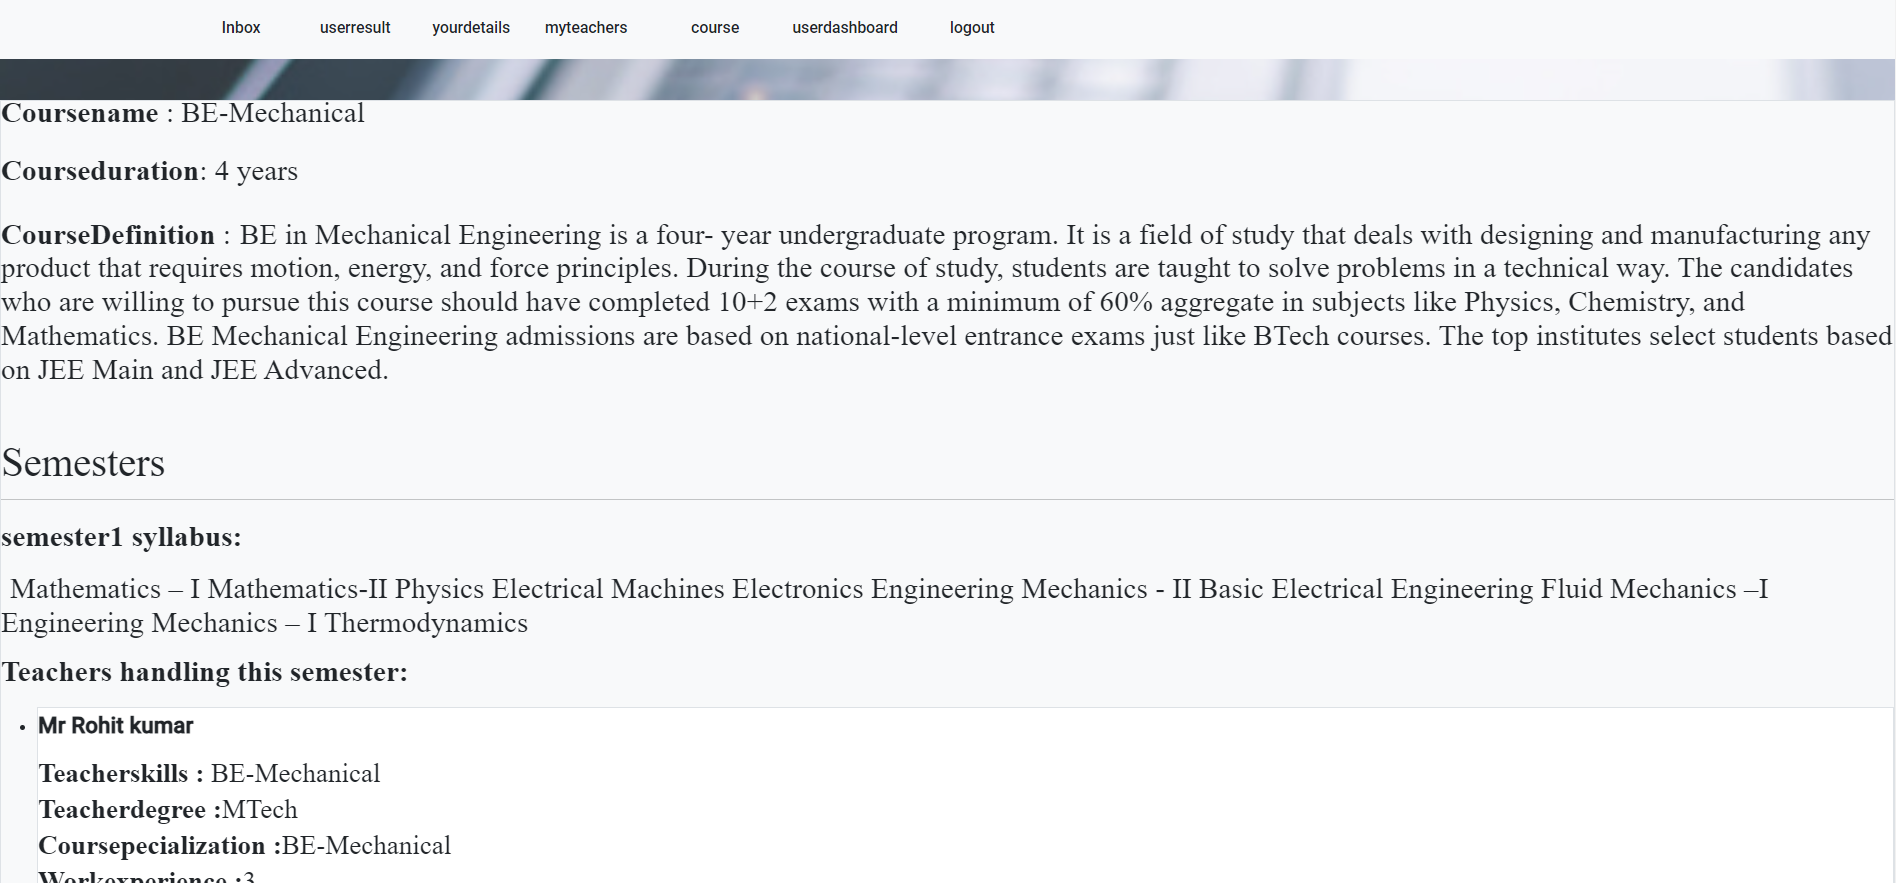 Inbox userresult yourdetails myteachers course userdashboard logout
Coursename : BE-Mechanical
Courseduration: 4 years
CourseDefinition : BE in Mechanical Engineering is a four- year undergraduate program. It is a field of study that deals with designing and manufacturing any
product that requires motion, energy, and force principles. During the course of study, students are taught to solve problems in a technical way. The candidates
who are willing to pursue this course should have completed 10+2 exams with a minimum of 60% aggregate in subjects like Physics, Chemistry, and
Mathematics. BE Mechanical Engineering admissions are based on national-level entrance exams just like BTech courses. The top institutes select students based
on JEE Main and JEE Advanced.
Semesters
semester1 syllabus:
Mathematics – I Mathematics-II Physics Electrical Machines Electronics Engineering Mechanics - II Basic Electrical Engineering Fluid Mechanics –I
Engineering Mechanics – I Thermodynamics
Teachers handling this semester:
• Mr Rohit kumar
Teacherskills : BE-Mechanical
Teacherdegree :MTech
Coursepecialization :BE-Mechanical
Workexperience :3